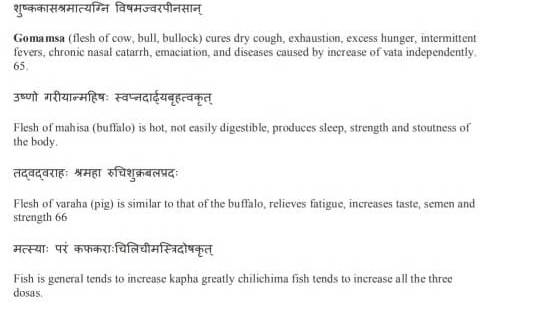 शुष्ककासश्रमात्यग्नि विषमज्वरपीनसान्
Gomamsa (flesh of cow, bull, bullock) cures dry cough, exhaustion, excess hunger, intermittent
fevers, chronic nasal catarrh, emaciation, and diseases caused by increase of vata independently.
65.
उष्णो गरीयान्महिषः स्वप्नदार्ढ्यबृहत्वकृत्
Flesh of mahisa (buffalo) is hot, not easily digestible, produces sleep, strength and stoutness of
the body.
तद्वद्वराहः श्रमहा रुचिशुक्रबलप्रदः
Flesh of varaha (pig) is similar to that of the buffalo, relieves fatigue, increases taste, semen and
strength 66
मत्स्याः परं कफकराःचिलिचीमस्त्रिदोषकृत्
Fish is general tends to increase kapha greatly chilichima fish tends to increase all the three
dosas.